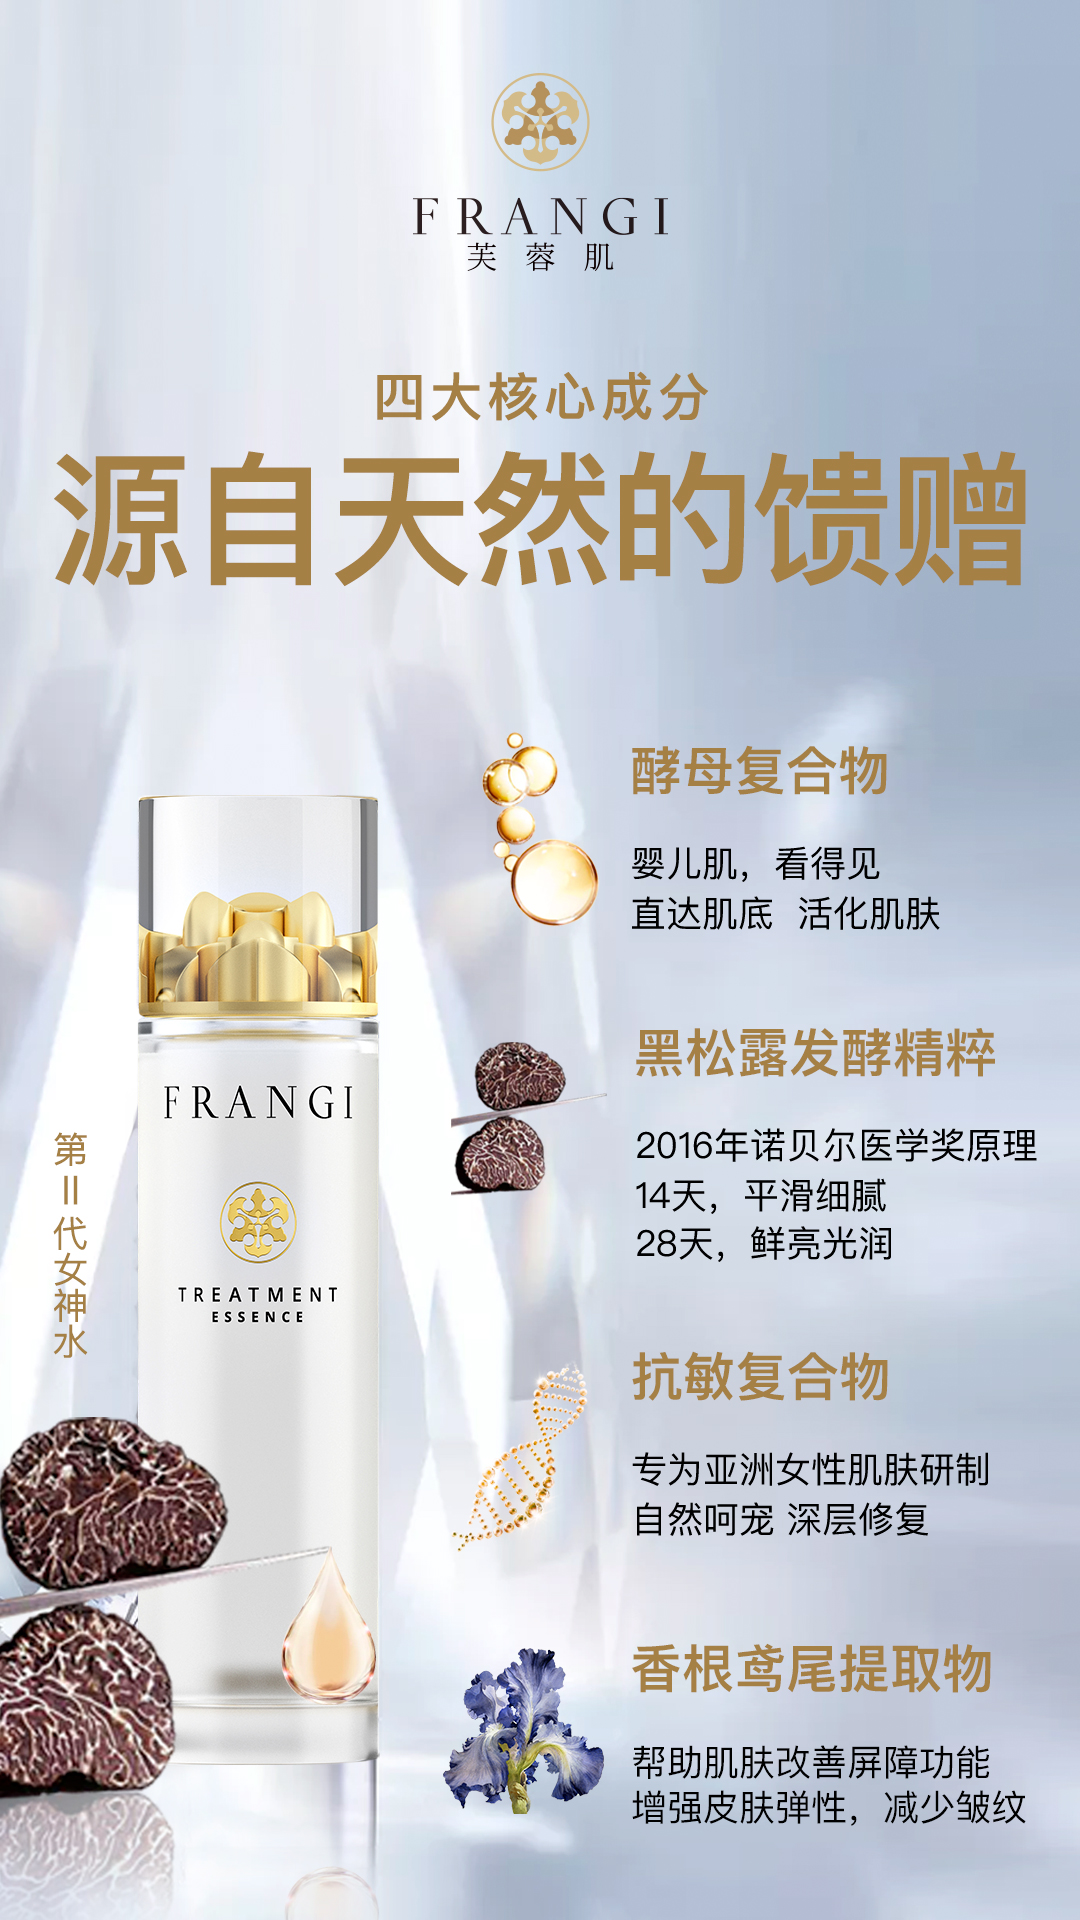 FRANGI
芙蓉肌
四大核心成分
源自天然的馈赠
酵母复合物
婴儿肌，看得见
直达肌底 活化肌肤
黑松露发酵精粹
2016年诺贝尔医学奖原理
14天，平滑细腻
28天，鲜亮光润
抗敏复合物
专为亚洲女性肌肤研制
自然呵宠 深层修复
香根鸢尾提取物
帮助肌肤改善屏障功能
增强皮肤弹性，减少皱纹
第II代女神水
FRANGI
TREATMENT
ESSENCE